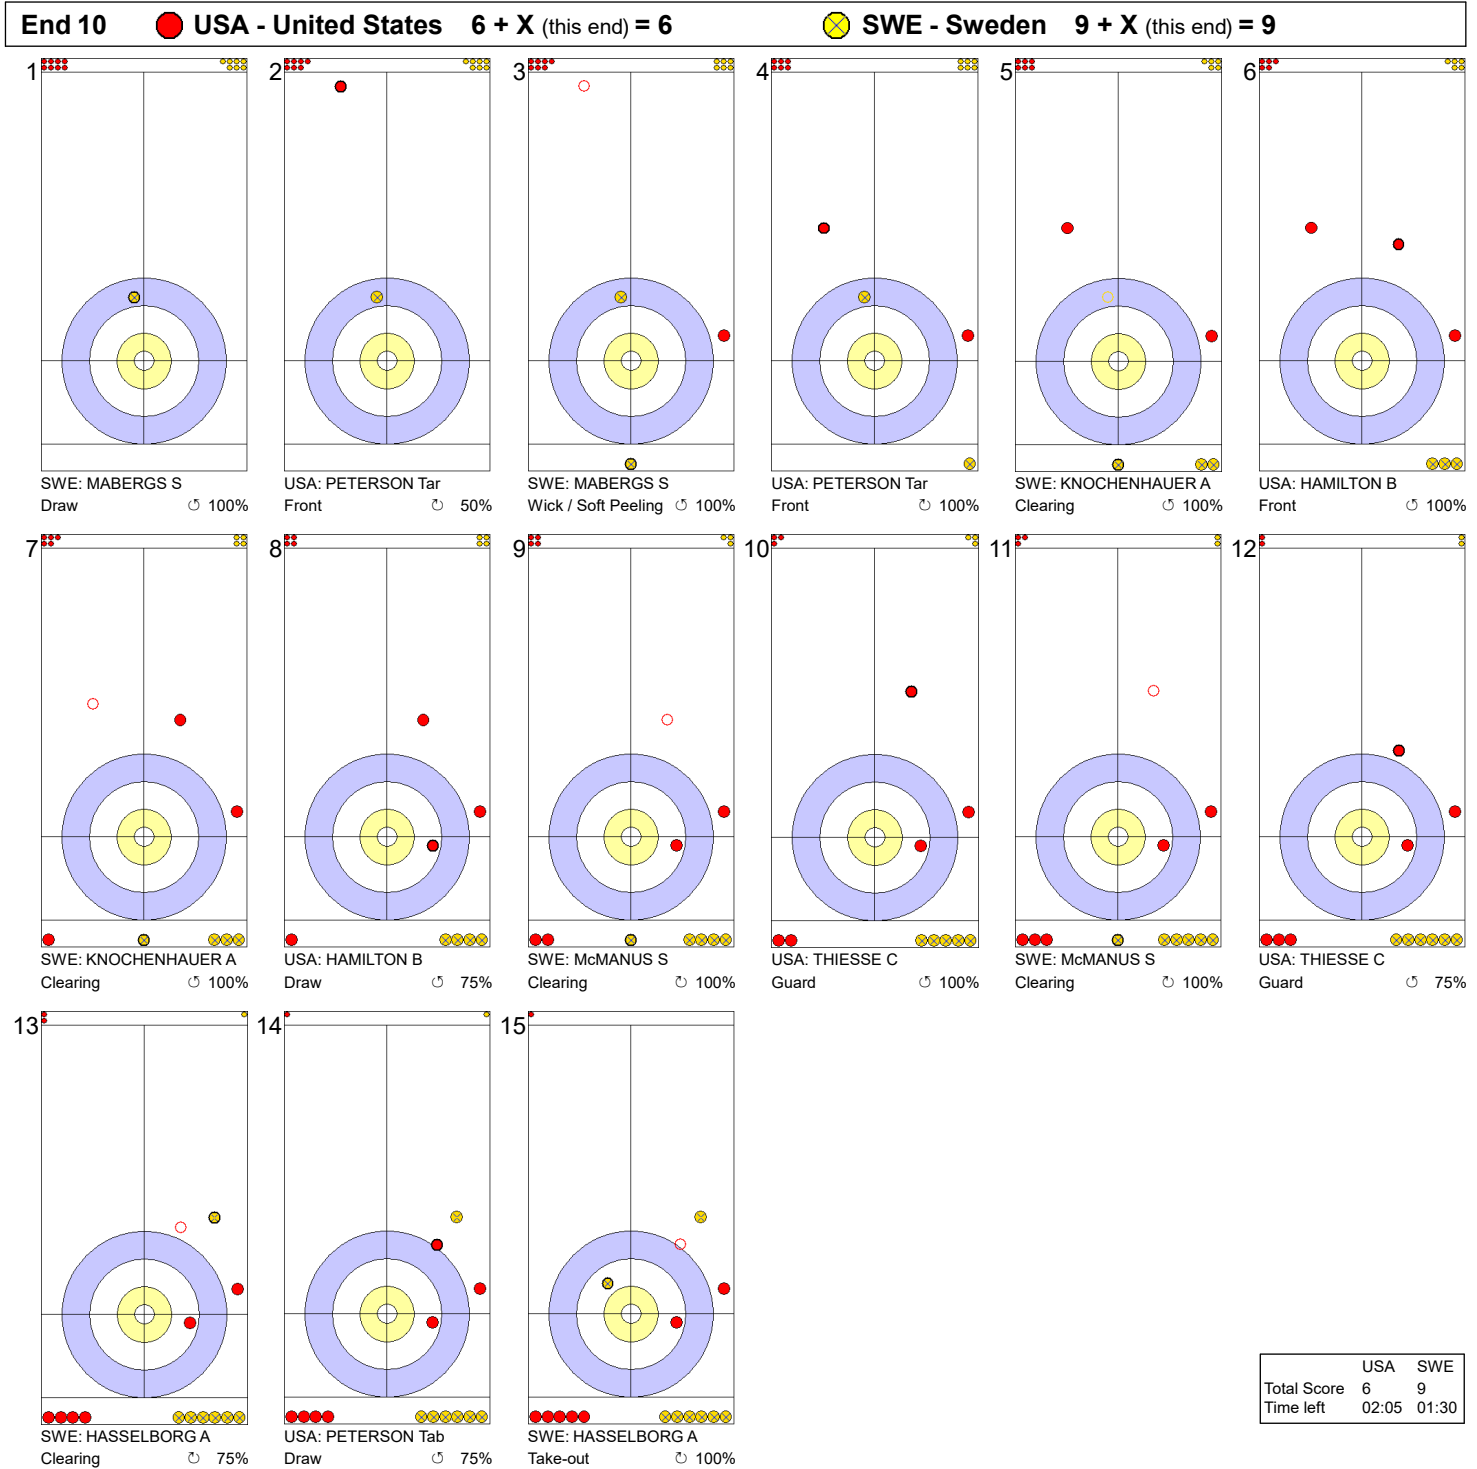 End 10 USA - United States 6 + X (this end) = 6 SWE - Sweden 9 + X (this end) = 9
1 2 3 4 5 6
SWE: MABERGS S USA: PETERSON Tar SWE: MABERGS S USA: PETERSON Tar SWE: KNOCHENHAUER A USA: HAMILTON B
Draw 100% Front 50% Wick / Soft Peeling 100% Front 100% Clearing 100% Front 100%
7 8 9 10 11 12
SWE: KNOCHENHAUER A USA: HAMILTON B SWE: McMANUS S USA: THIESSE C SWE: McMANUS S USA: THIESSE C
Clearing 100% Draw 75% Clearing 100% Guard 100% Clearing 100% Guard 75%
13 14 15
SWE: HASSELBORG A USA: PETERSON Tab SWE: HASSELBORG A
Clearing 75% Draw 75% Take-out 100%
USA SWE
Total Score 6 9
Time left 02:05 01:30